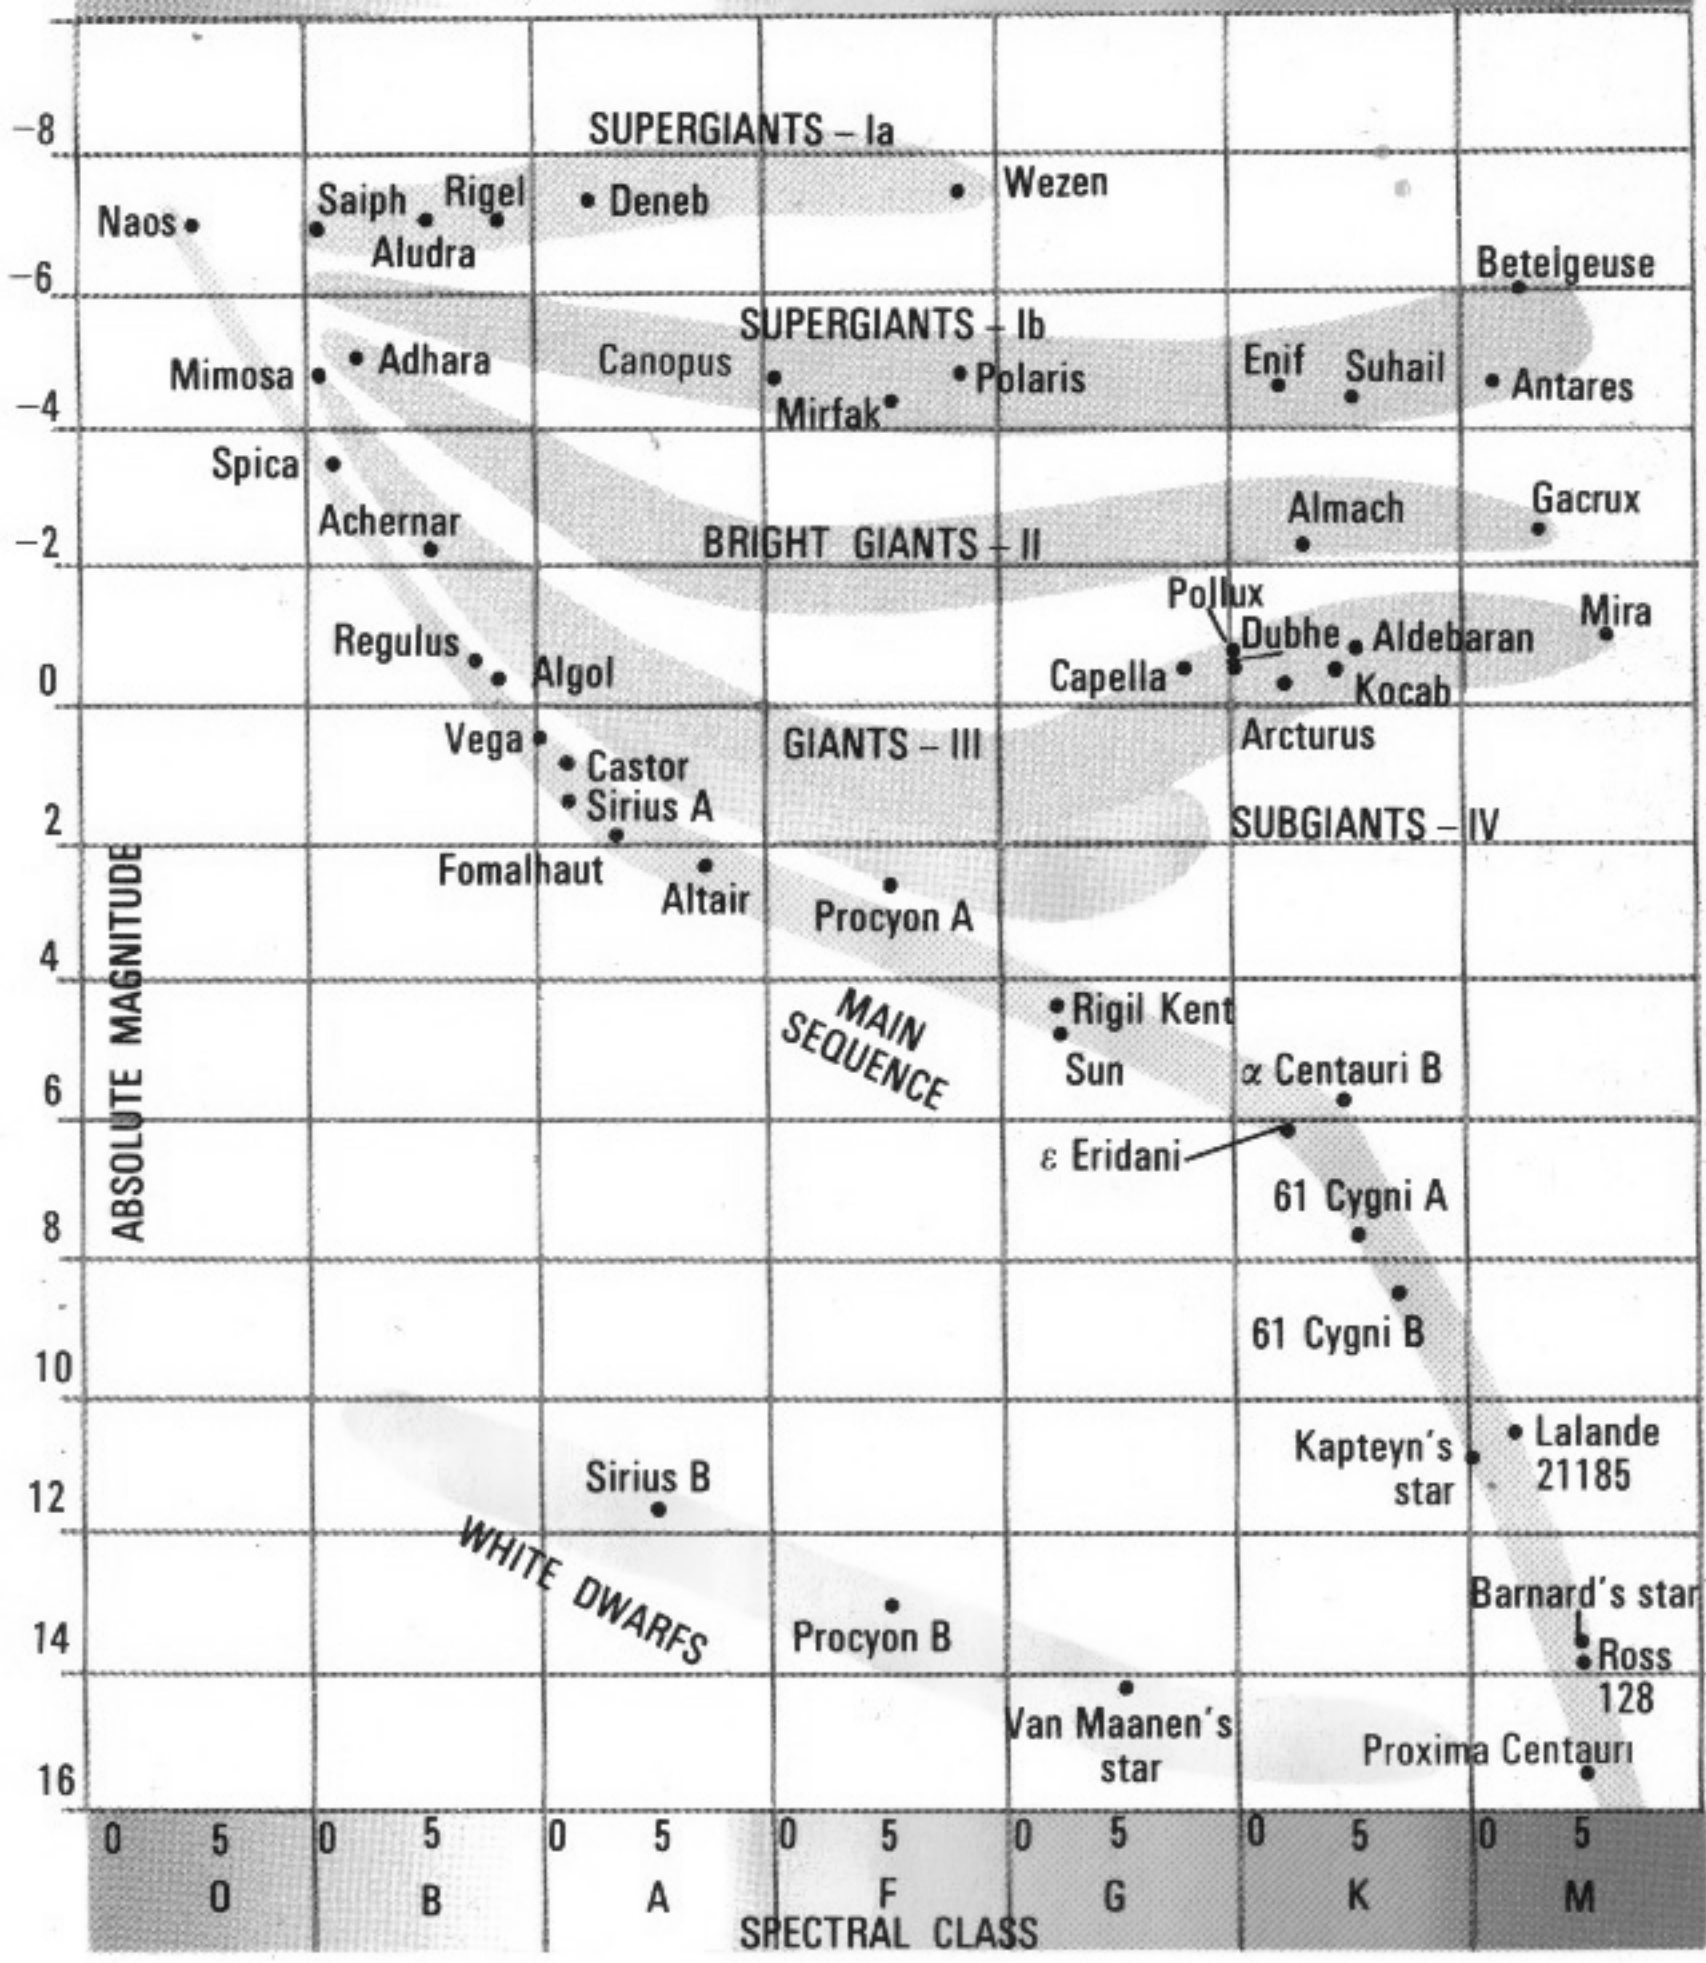 -8
SUPERGIANTS – Ia
Wezen
Saiph
Rigel
Deneb
Naos
Aludra
-6
Betelgeuse
SUPERGIANTS – Ib
Mimosa
Adhara
Canopus
Polaris
Enif
Suhail
Antares
-4
Mirfak
Spica
Achernar
Almach
Gacrux
-2
BRIGHT GIANTS – II
Pollux
Mira
Regulus
Dubhe
Aldebaran
0
Algol
Capella
Kocab
Vega
GIANTS – III
Arcturus
Castor
Sirius A
2
SUBGIANTS – IV
Fomalhaut
Altair
Procyon A
4
MAIN
SEQUENCE
Rigil Kent
Sun
α Centauri B
6
ε Eridani
61 Cygni A
8
ABSOLUTE MAGNITUDE
61 Cygni B
10
Kapteyn's
star
Lalande
21185
Sirius B
12
WHITE DWARFS
Barnard's star
14
Procyon B
Ross
128
Van Maanen's
star
Proxima Centauri
16
0 5 0 5 0 5 0 5 0 5 0 5 0 5
O B A F G K M
SPECTRAL CLASS